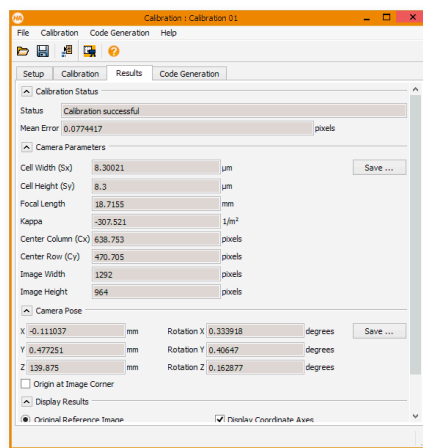 Calibration : Calibration 01
File Calibration Code Generation Help
Setup Calibration Results Code Generation
Calibration Status
Status Calibration successful
Mean Error 0.0774417 pixels
Camera Parameters
Cell Width (Sx) 8.30021 µm Save ...
Cell Height (Sy) 8.3 µm
Focal Length 18.7155 mm
Kappa -307.521 1/m²
Center Column (Cx) 638.753 pixels
Center Row (Cy) 470.705 pixels
Image Width 1292 pixels
Image Height 964 pixels
Camera Pose
X -0.111037 mm Rotation X 0.333918 degrees Save ...
Y 0.477251 mm Rotation Y 0.40647 degrees
Z 139.875 mm Rotation Z 0.162877 degrees
Origin at Image Corner
Display Results
Original Reference Image Display Coordinate Axes